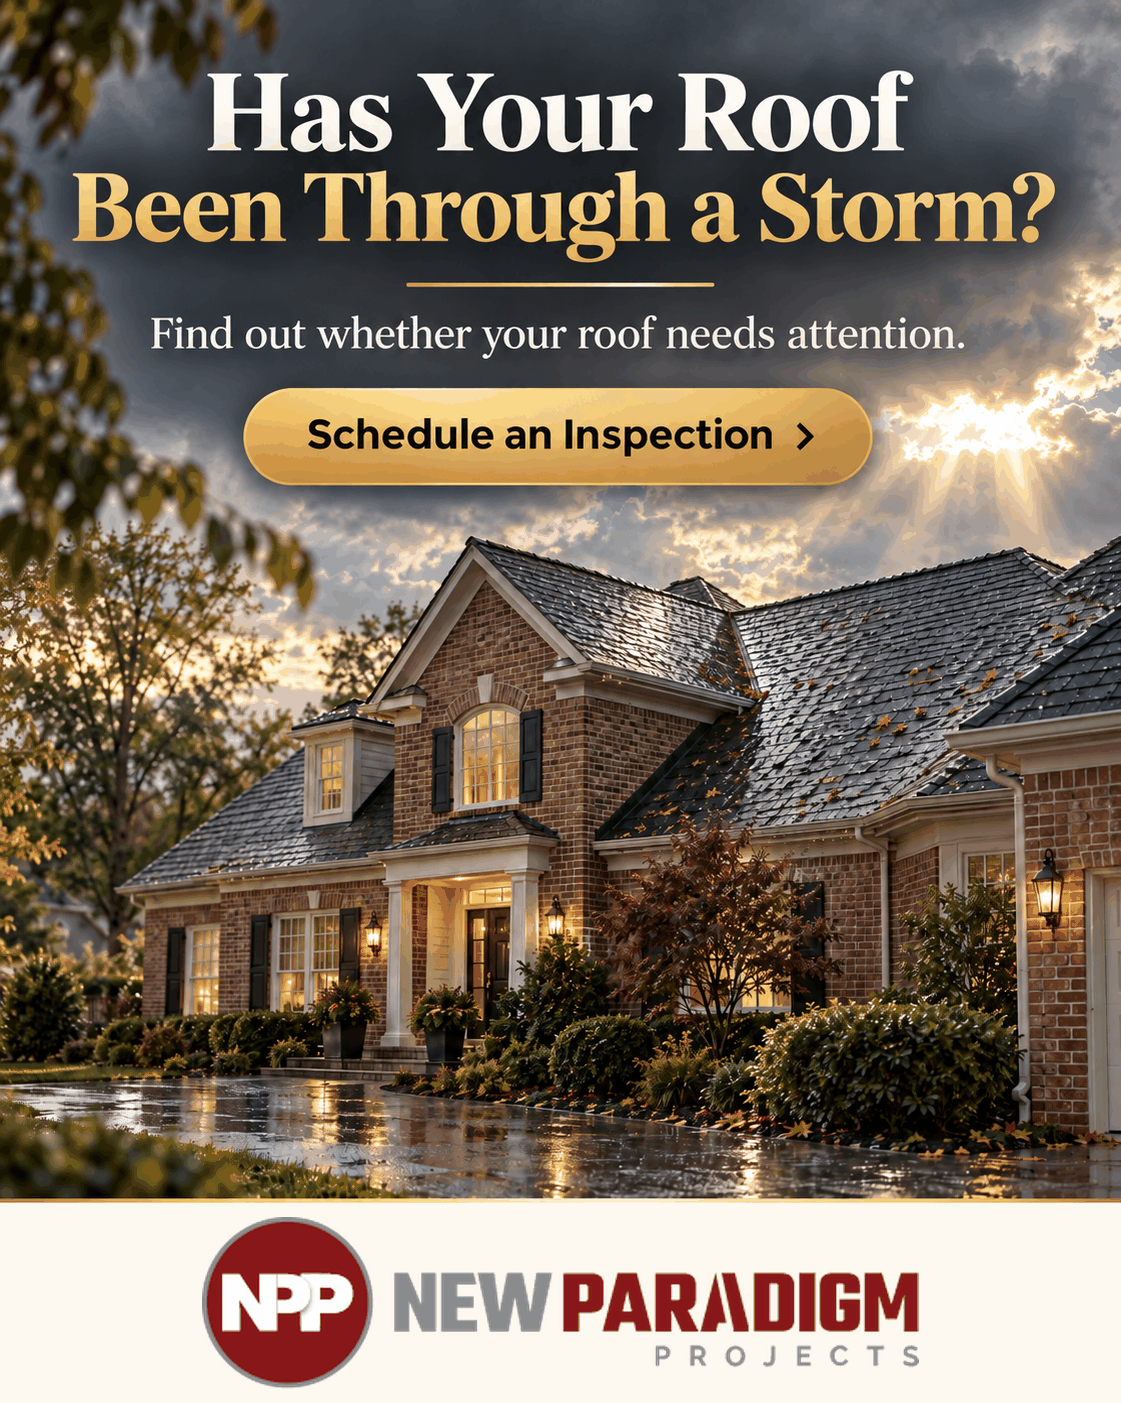 Has Your Roof
Been Through a Storm?
Find out whether your roof needs attention.
Schedule an Inspection >
NPP NEW PARADIGM
PROJECTS